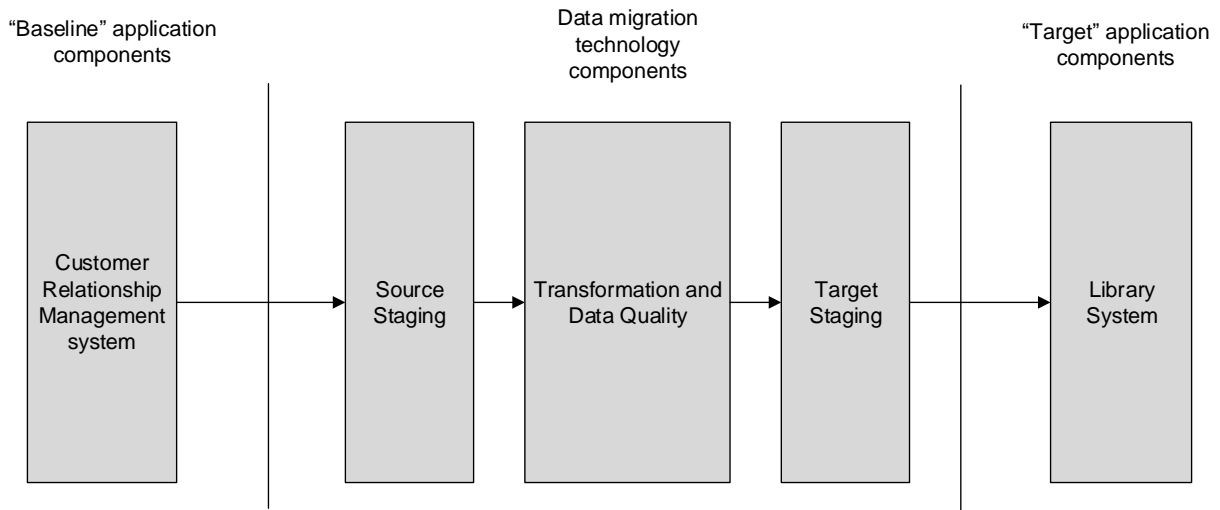 “Baseline” application
components
Data migration
technology
components
“Target” application
components
Customer
Relationship
Management
system
Source
Staging
Transformation and
Data Quality
Target
Staging
Library
System